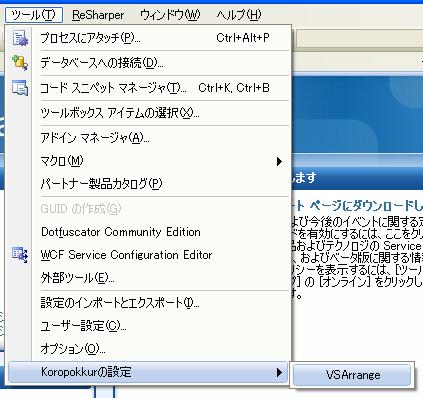 ツール(T) ReSharper ウィンドウ(W) ヘルプ(H)
プロセスにアタッチ(P)... Ctrl+Alt+P
データベースへの接続(D)...
コード スニペット マネージャ(T)... Ctrl+K, Ctrl+B
ツールボックス アイテムの選択(X)...
アドイン マネージャ(A)...
マクロ(M)
パートナー製品カタログ(P)
GUID の作成(G)
Dotfuscator Community Edition
WCF Service Configuration Editor
外部ツール(E)...
設定のインポートとエクスポート(I)...
ユーザー設定(C)...
オプション(O)...
Koropokkurの設定
VSArrange
します
ート ページにダウンロードし
よび今後のイベントに関する定
ドを有効にするには、ここをクリ
品およびテクノロジの Service
、およびベータ版に関する情報
リシーを表示するには、[ツール
プ] の [オンライン] をクリックし
す。